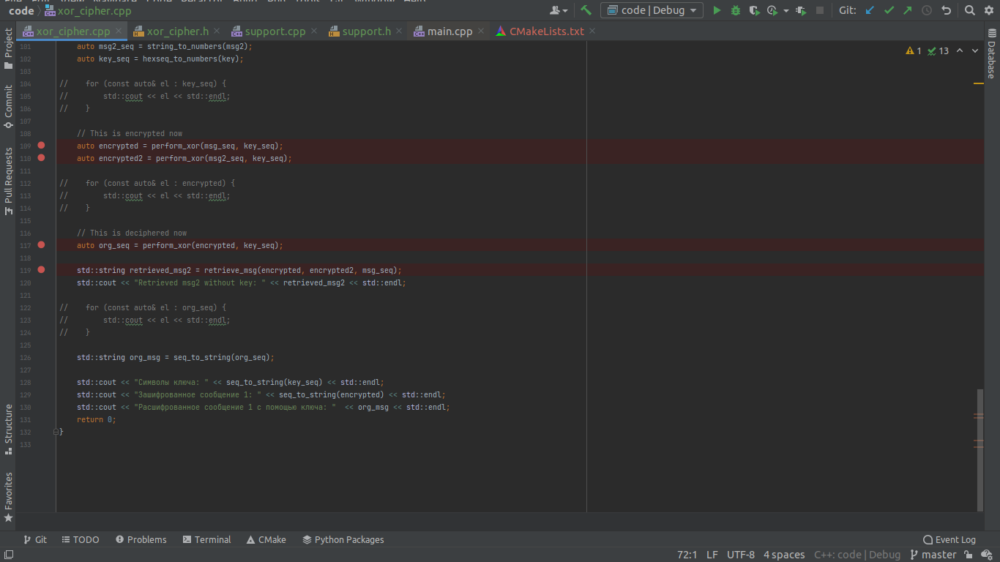 code xor_cipher.cpp
code | Debug
Git:
xor_cipher.cpp xor_cipher.h support.cpp support.h main.cpp CMakeLists.txt
Project
Commit
Pull Requests
Structure
Favorites
Database
1 13
101 auto msg2_seq = string_to_numbers(msg2);
102 auto key_seq = hexseq_to_numbers(key);
103
104 // for (const auto& el : key_seq) {
105 // std::cout << el << std::endl;
106 // }
107
108 // This is encrypted now
109 auto encrypted = perform_xor(msg_seq, key_seq);
110 auto encrypted2 = perform_xor(msg2_seq, key_seq);
111
112 // for (const auto& el : encrypted) {
113 // std::cout << el << std::endl;
114 // }
115
116 // This is deciphered now
117 auto org_seq = perform_xor(encrypted, key_seq);
118
119 std::string retrieved_msg2 = retrieve_msg(encrypted, encrypted2, msg_seq);
120 std::cout << "Retrieved msg2 without key: " << retrieved_msg2 << std::endl;
121
122 // for (const auto& el : org_seq) {
123 // std::cout << el << std::endl;
124 // }
125
126 std::string org_msg = seq_to_string(org_seq);
127
128 std::cout << "Символы ключа: " << seq_to_string(key_seq) << std::endl;
129 std::cout << "Зашифрованное сообщение 1: " << seq_to_string(encrypted) << std::endl;
130 std::cout << "Расшифрованное сообщение 1 с помощью ключа: " << org_msg << std::endl;
131 return 0;
132 }
133
Git TODO Problems Terminal CMake Python Packages Event Log
72:1 LF UTF-8 4 spaces C++: code | Debug master